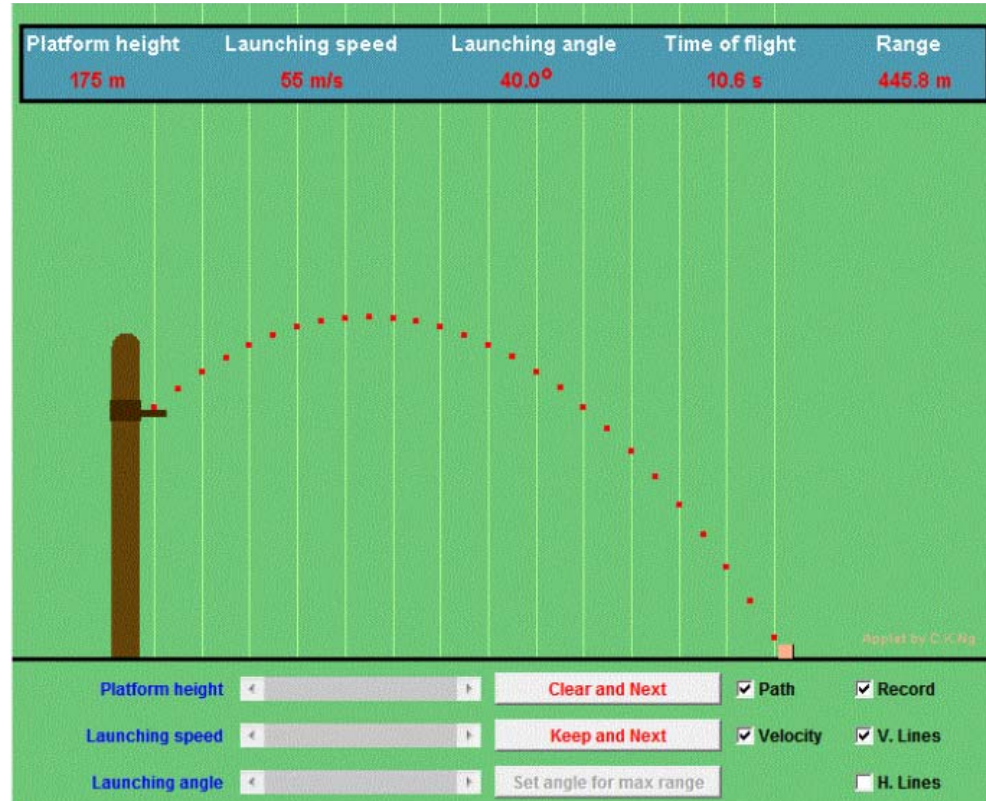 Platform height Launching speed Launching angle Time of flight Range
175 m 55 m/s 40.0° 10.6 s 445.8 m
Applet by C.K.Ng
Platform height Clear and Next Path Record
Launching speed Keep and Next Velocity V. Lines
Launching angle Set angle for max range H. Lines